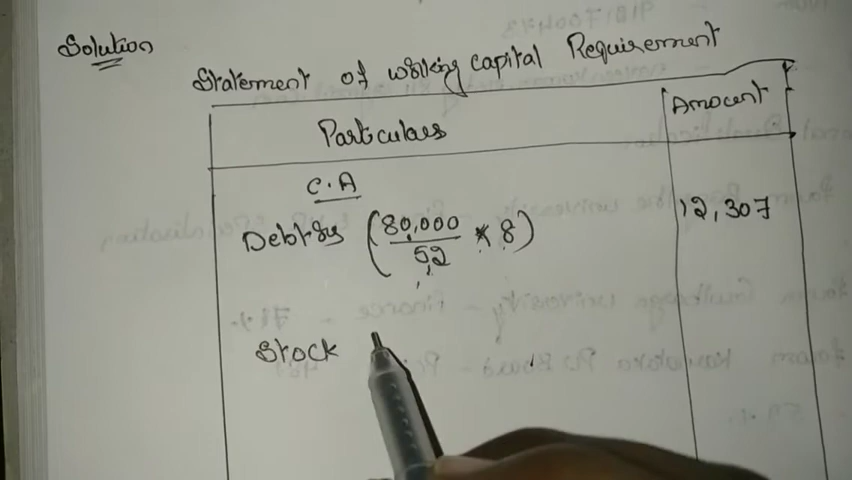 Solution
Statement of Working Capital Requirement
Particulars Amount
C.A
Debtors (80,000/52 * 8) 12,307
Stock